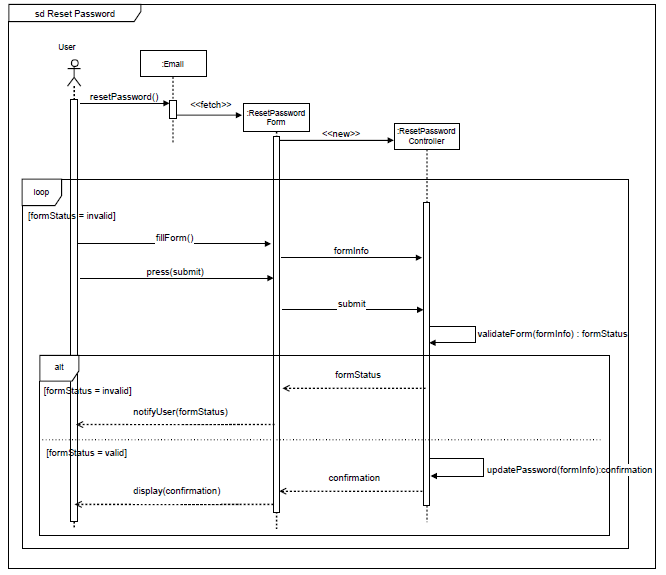 sd Reset Password
User
:Email
resetPassword()
<<fetch>>
:ResetPassword
Form
<<new>>
:ResetPassword
Controller
loop
[formStatus = invalid]
fillForm()
formInfo
press(submit)
submit
validateForm(formInfo) : formStatus
alt
formStatus
[formStatus = invalid]
notifyUser(formStatus)
[formStatus = valid]
updatePassword(formInfo):confirmation
confirmation
display(confirmation)